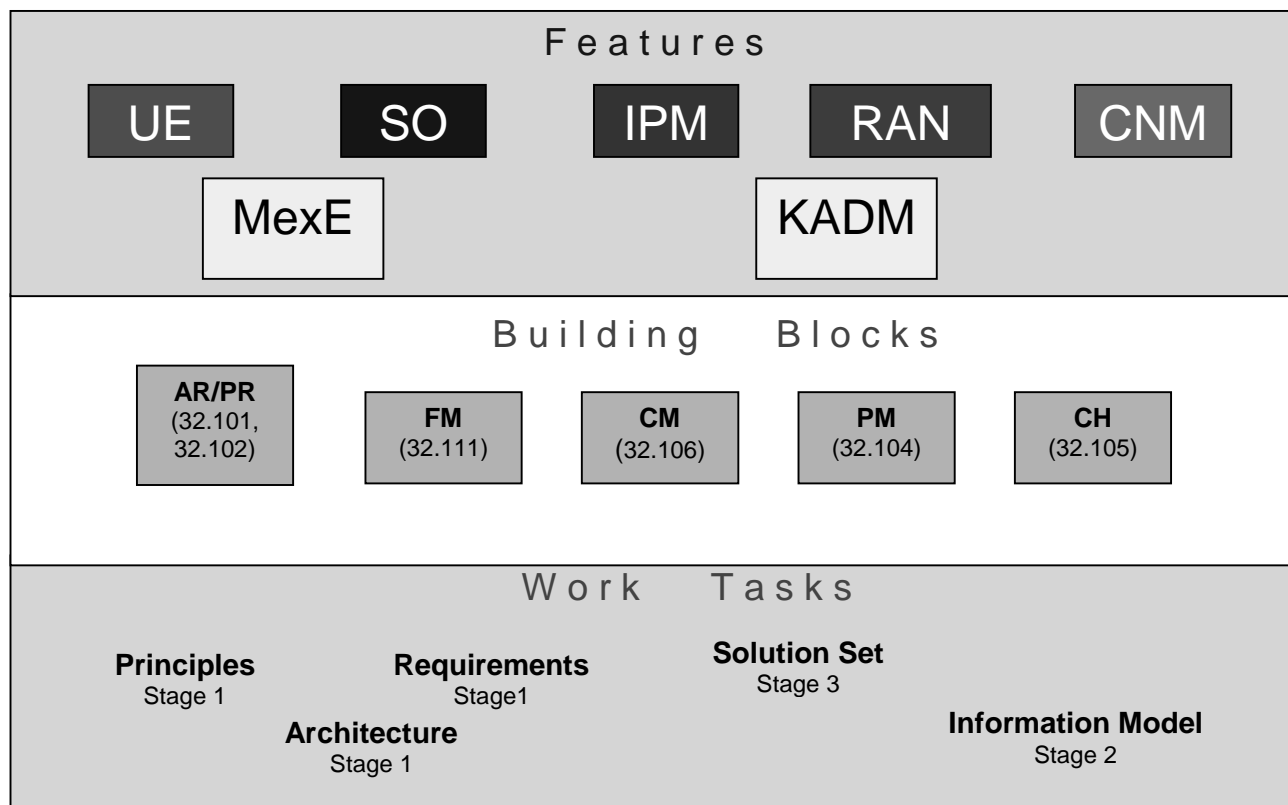 Features
UE
SO
IPM
RAN
CNM
MexE
KADM
Building Blocks
AR/PR
(32.101,
32.102)
FM
(32.111)
CM
(32.106)
PM
(32.104)
CH
(32.105)
Work Tasks
Principles
Stage 1
Requirements
Stage1
Solution Set
Stage 3
Architecture
Stage 1
Information Model
Stage 2